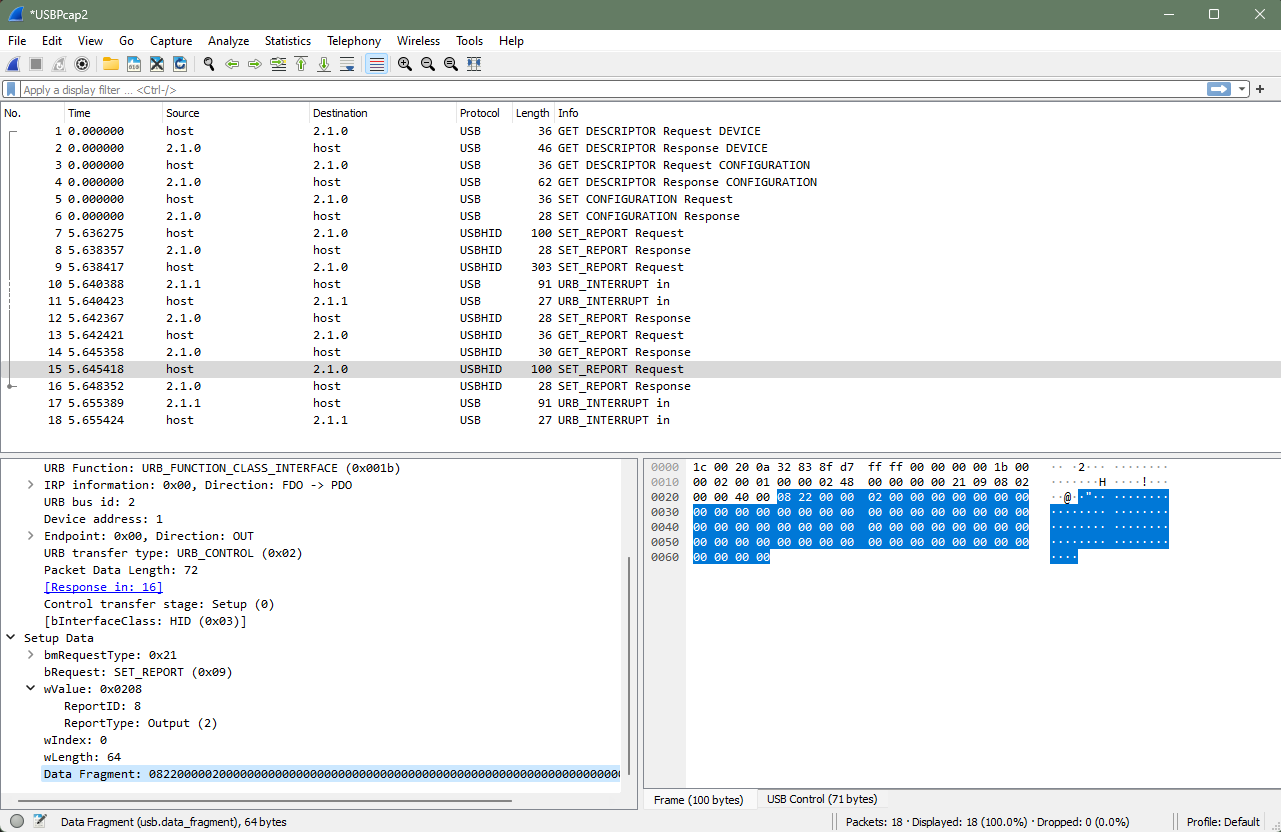 *USBPcap2
File Edit View Go Capture Analyze Statistics Telephony Wireless Tools Help
Apply a display filter ... <Ctrl-/>
No. Time Source Destination Protocol Length Info
1 0.000000 host 2.1.0 USB 36 GET DESCRIPTOR Request DEVICE
2 0.000000 2.1.0 host USB 46 GET DESCRIPTOR Response DEVICE
3 0.000000 host 2.1.0 USB 36 GET DESCRIPTOR Request CONFIGURATION
4 0.000000 2.1.0 host USB 62 GET DESCRIPTOR Response CONFIGURATION
5 0.000000 host 2.1.0 USB 36 SET CONFIGURATION Request
6 0.000000 2.1.0 host USB 28 SET CONFIGURATION Response
7 5.636275 host 2.1.0 USBHID 100 SET_REPORT Request
8 5.638357 2.1.0 host USBHID 28 SET_REPORT Response
9 5.638417 host 2.1.0 USBHID 303 SET_REPORT Request
10 5.640388 2.1.1 host USB 91 URB_INTERRUPT in
11 5.640423 host 2.1.1 USB 27 URB_INTERRUPT in
12 5.642367 2.1.0 host USBHID 28 SET_REPORT Response
13 5.642421 host 2.1.0 USBHID 36 GET_REPORT Request
14 5.645358 2.1.0 host USBHID 30 GET_REPORT Response
15 5.645418 host 2.1.0 USBHID 100 SET_REPORT Request
16 5.648352 2.1.0 host USBHID 28 SET_REPORT Response
17 5.655389 2.1.1 host USB 91 URB_INTERRUPT in
18 5.655424 host 2.1.1 USB 27 URB_INTERRUPT in
URB Function: URB_FUNCTION_CLASS_INTERFACE (0x001b)
IRP information: 0x00, Direction: FDO -> PDO
URB bus id: 2
Device address: 1
Endpoint: 0x00, Direction: OUT
URB transfer type: URB_CONTROL (0x02)
Packet Data Length: 72
[Response in: 16]
Control transfer stage: Setup (0)
[bInterfaceClass: HID (0x03)]
Setup Data
bmRequestType: 0x21
bRequest: SET_REPORT (0x09)
wValue: 0x0208
ReportID: 8
ReportType: Output (2)
wIndex: 0
wLength: 64
Data Fragment: 0822000002000000000000000000000000000000000000000000000000000000000
0000 1c 00 20 0a 32 83 8f d7 ff ff 00 00 00 00 1b 00 ·· ·2··· ········
0010 00 02 00 01 00 00 02 48 00 00 00 00 21 09 08 02 ·······H ····!···
0020 00 00 40 00 08 22 00 00 02 00 00 00 00 00 00 00 ··@··"·· ········
0030 00 00 00 00 00 00 00 00 00 00 00 00 00 00 00 00 ········ ········
0040 00 00 00 00 00 00 00 00 00 00 00 00 00 00 00 00 ········ ········
0050 00 00 00 00 00 00 00 00 00 00 00 00 00 00 00 00 ········ ········
0060 00 00 00 00 ····
Frame (100 bytes) USB Control (71 bytes)
Data Fragment (usb.data_fragment), 64 bytes Packets: 18 · Displayed: 18 (100.0%) · Dropped: 0 (0.0%) Profile: Default